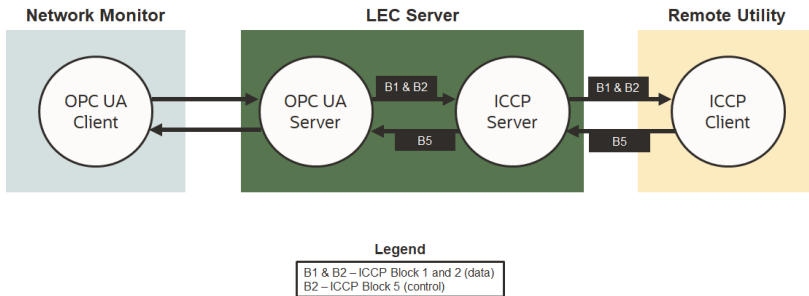 Network Monitor
LEC Server
Remote Utility
OPC UA
Client
OPC UA
Server
B1 & B2
B5
ICCP
Server
B1 & B2
B5
ICCP
Client
Legend
B1 & B2 – ICCP Block 1 and 2 (data)
B2 – ICCP Block 5 (control)